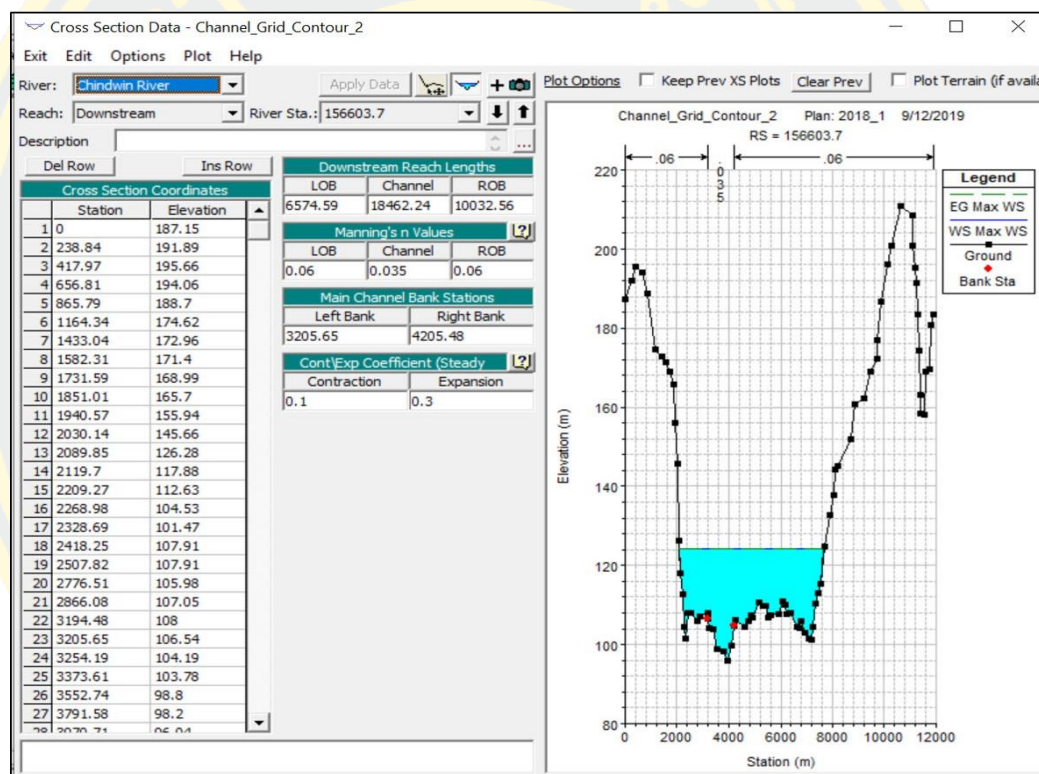 Cross Section Data - Channel_Grid_Contour_2
Exit Edit Options Plot Help
River: Chindwin River Apply Data
Reach: Downstream River Sta.: 156603.7
Description ...
Del Row Ins Row
Cross Section Coordinates
Station Elevation
1 0 187.15
2 238.84 191.89
3 417.97 195.66
4 656.81 194.06
5 865.79 188.7
6 1164.34 174.62
7 1433.04 172.96
8 1582.31 171.4
9 1731.59 168.99
10 1851.01 165.7
11 1940.57 155.94
12 2030.14 145.66
13 2089.85 126.28
14 2119.7 117.88
15 2209.27 112.63
16 2268.98 104.53
17 2328.69 101.47
18 2418.25 107.91
19 2507.82 107.91
20 2776.51 105.98
21 2866.08 107.05
22 3194.48 108
23 3205.65 106.54
24 3254.19 104.19
25 3373.61 103.78
26 3552.74 98.8
27 3791.58 98.2
Downstream Reach Lengths
LOB Channel ROB
6574.59 18462.24 10032.56
Manning's n Values
LOB Channel ROB
0.06 0.035 0.06
Main Channel Bank Stations
Left Bank Right Bank
3205.65 4205.48
Cont\Exp Coefficient (Steady
Contraction Expansion
0.1 0.3
Plot Options Keep Prev XS Plots Clear Prev Plot Terrain (if availa
Channel_Grid_Contour_2 Plan: 2018_1 9/12/2019
RS = 156603.7
.06 .035 .06
220
200
180
160
140
120
100
80
Elevation (m)
0 2000 4000 6000 8000 10000 12000
Station (m)
Legend
EG Max WS
WS Max WS
Ground
Bank Sta